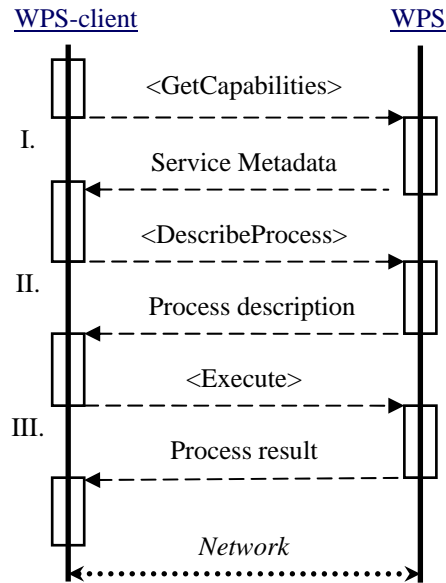 WPS-client WPS
<GetCapabilities>
I.
Service Metadata
<DescribeProcess>
II.
Process description
<Execute>
III.
Process result
Network